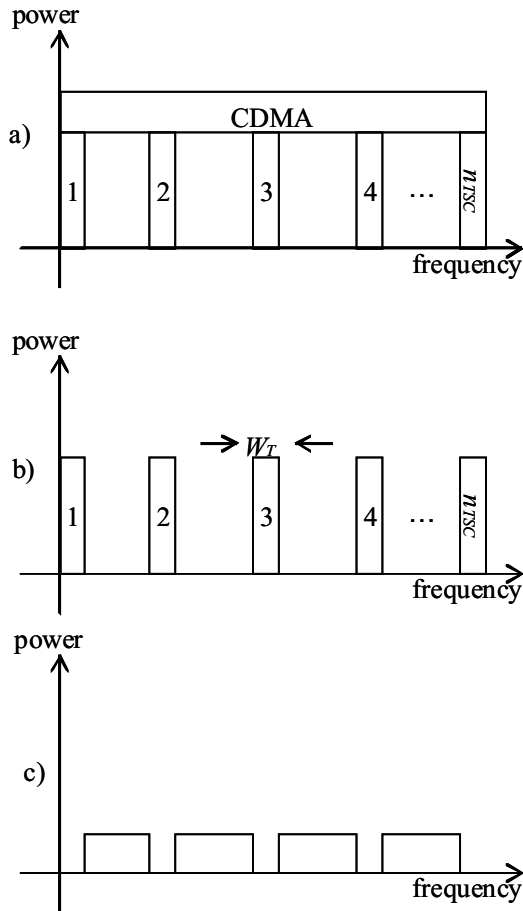 power
CDMA
a)
1 2 3 4 ... nTSC
frequency
power
WT
b)
1 2 3 4 ... nTSC
frequency
power
c)
frequency